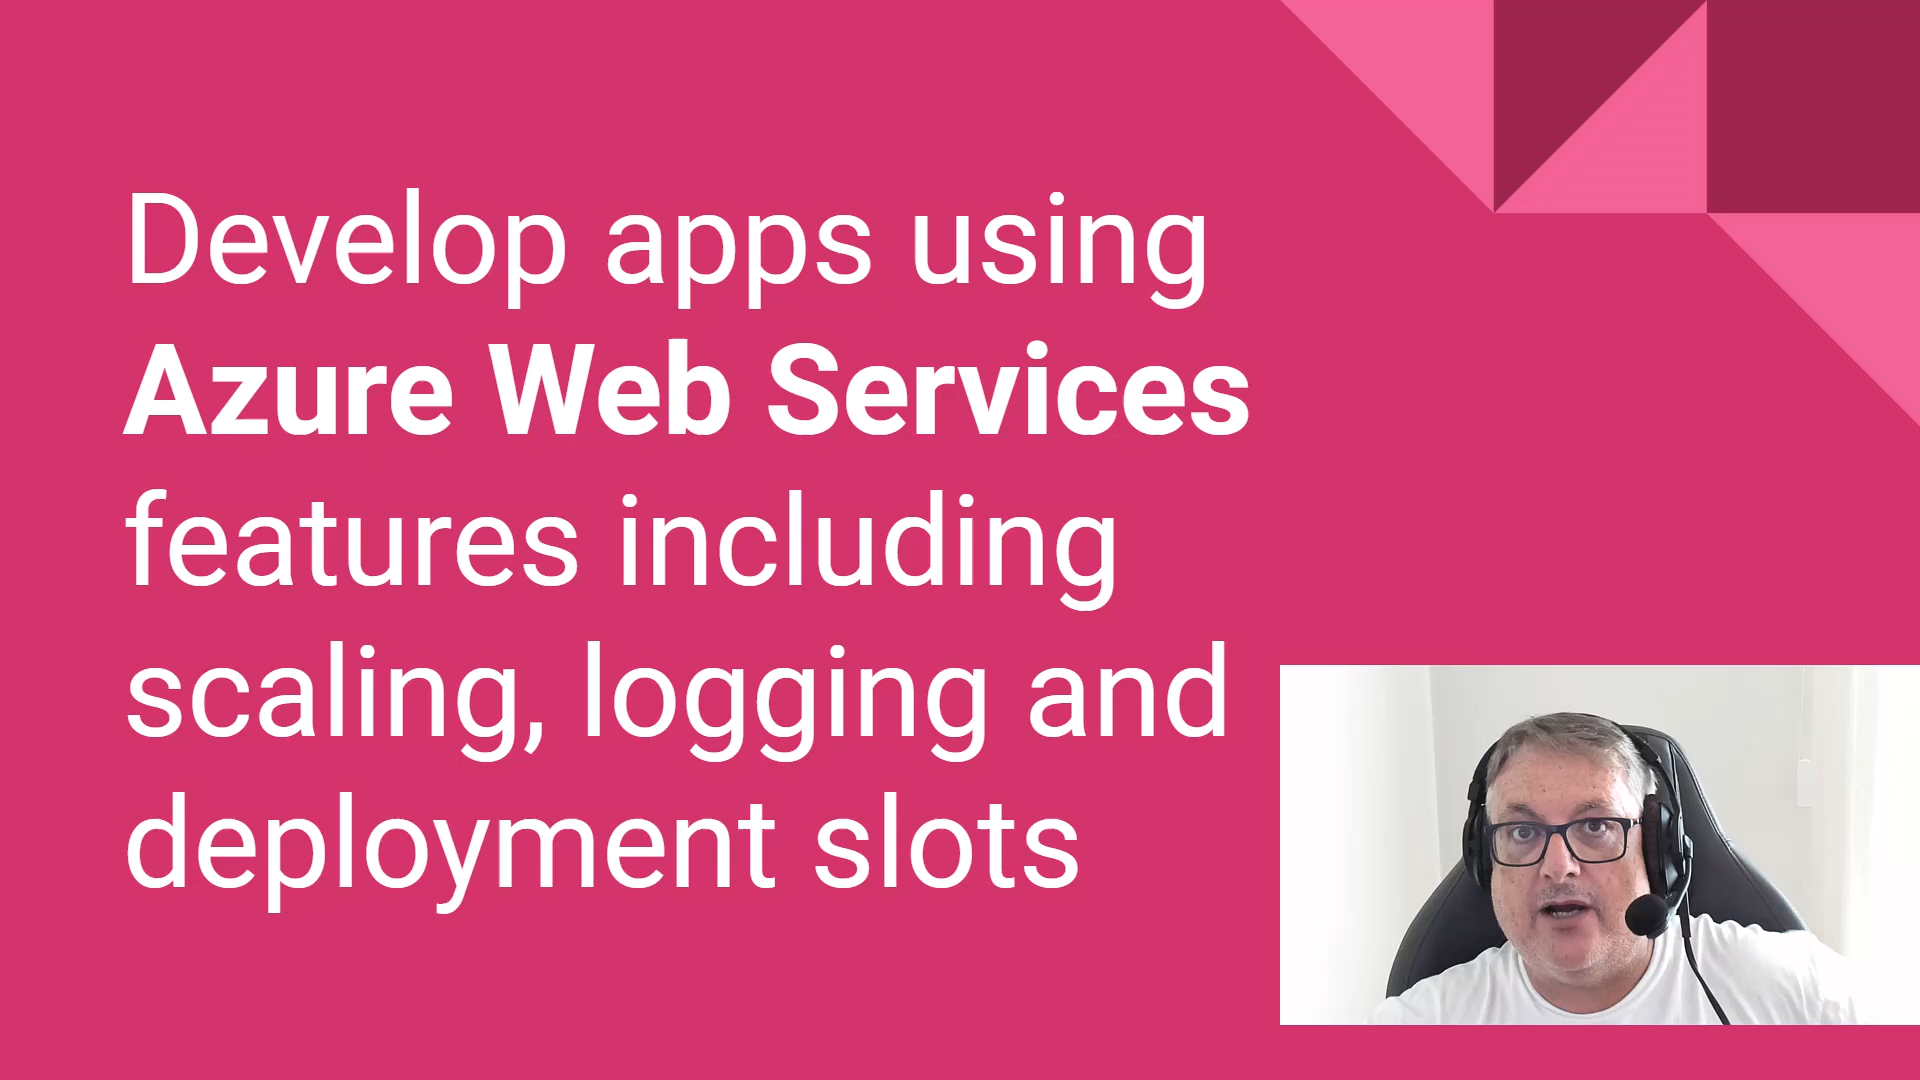 Develop apps using
Azure Web Services
features including
scaling, logging and
deployment slots